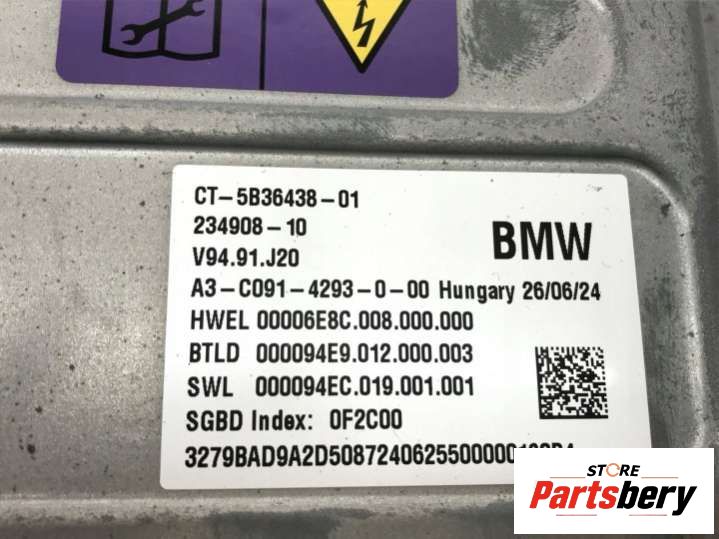 CT-5B36438-01
234908-10
V94.91.J20
BMW
A3-C091-4293-0-00 Hungary 26/06/24
HWEL 00006E8C.008.000.000
BTLD 000094E9.012.000.003
SWL 000094EC.019.001.001
SGBD Index: 0F2C00
STORE
Partsbery